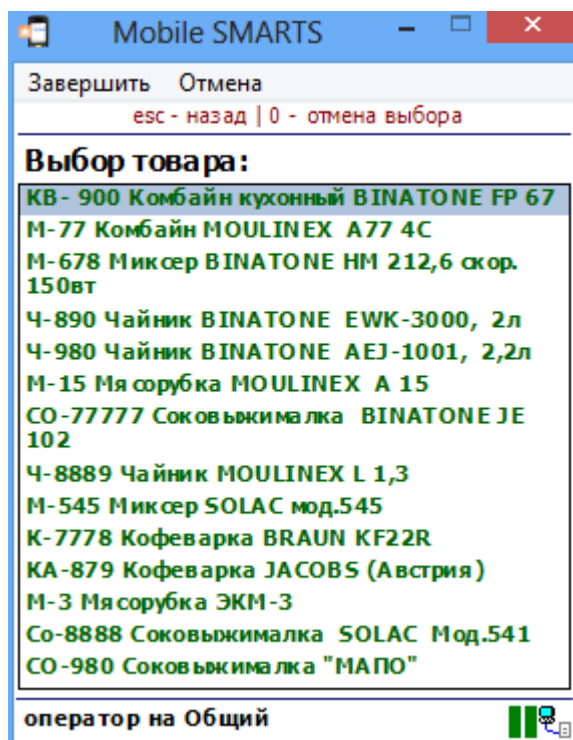 Mobile SMARTS
Завершить Отмена
esc - назад | 0 - отмена выбора
Выбор товара:
КВ- 900 Комбайн кухонный BINATONE FP 67
М-77 Комбайн MOULINEX A77 4C
М-678 Миксер BINATONE HM 212,6 скор.
150вт
Ч-890 Чайник BINATONE EWK-3000, 2л
Ч-980 Чайник BINATONE AEJ-1001, 2,2л
М-15 Мясорубка MOULINEX A 15
СО-77777 Соковыжималка BINATONE JE
102
Ч-8889 Чайник MOULINEX L 1,3
М-545 Миксер SOLAC мод.545
К-7778 Кофеварка BRAUN KF22R
КА-879 Кофеварка JACOBS (Австрия)
М-3 Мясорубка ЭКМ-3
Со-8888 Соковыжималка SOLAC Мод.541
СО-980 Соковыжималка "МАПО"
оператор на Общий